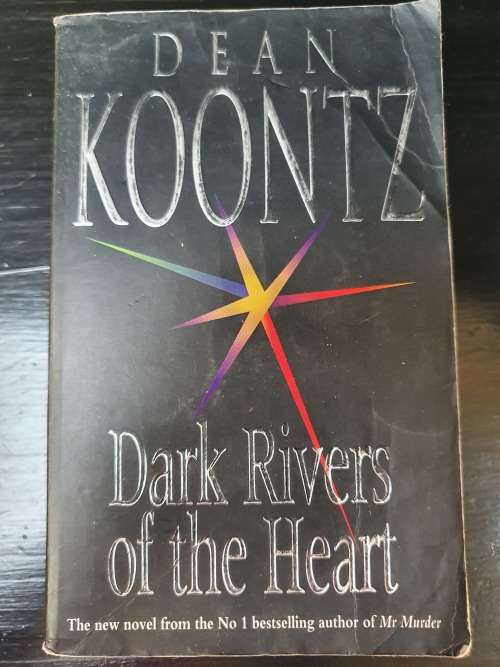 DEAN
KOONTZ
Dark Rivers
of the Heart
The new novel from the No 1 bestselling author of Mr Murder